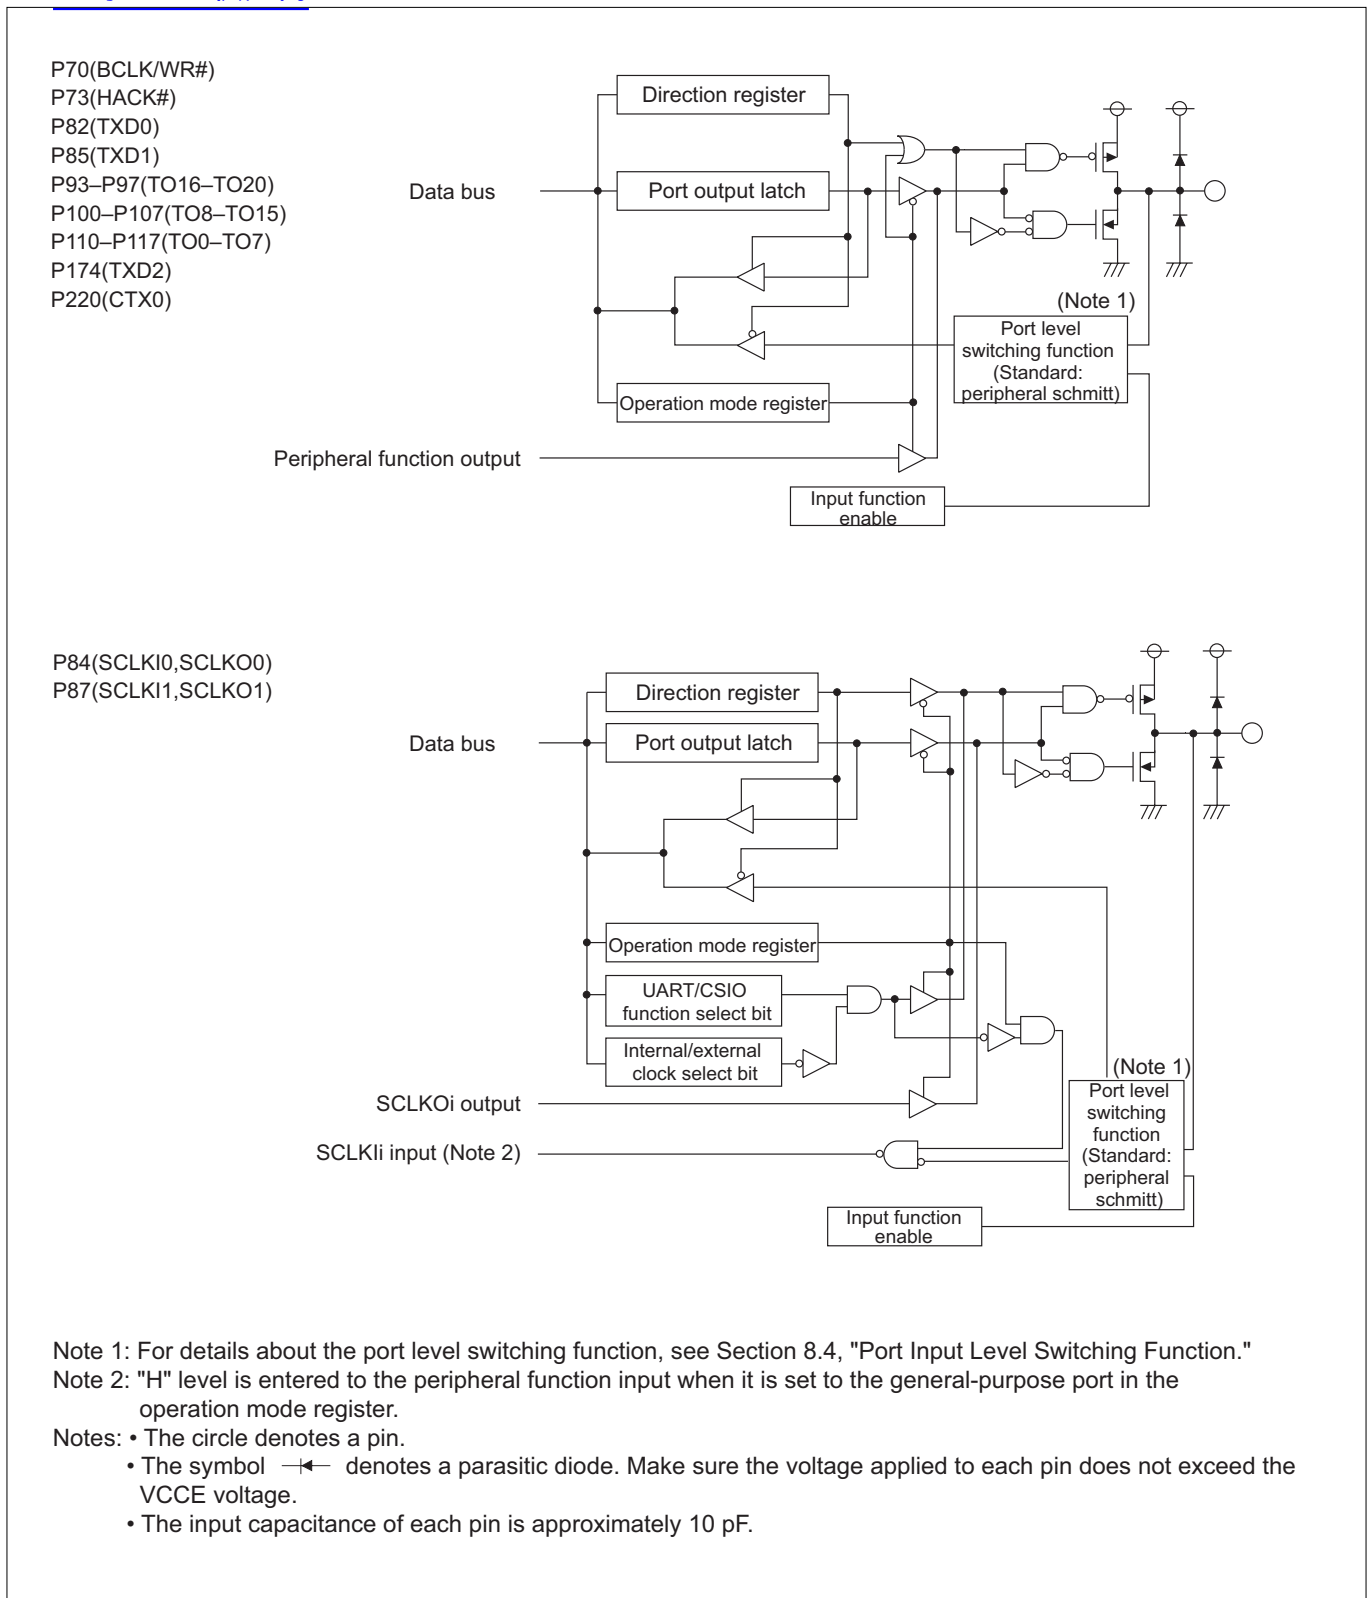 P70(BCLK/WR#)
P73(HACK#)
P82(TXD0)
P85(TXD1)
P93–P97(TO16–TO20)
P100–P107(TO8–TO15)
P110–P117(TO0–TO7)
P174(TXD2)
P220(CTX0)
Direction register
Data bus
Port output latch
(Note 1)
Port level
switching function
(Standard:
peripheral schmitt)
Operation mode register
Peripheral function output
Input function
enable
P84(SCLKI0,SCLKO0)
P87(SCLKI1,SCLKO1)
Direction register
Data bus
Port output latch
Operation mode register
UART/CSIO
function select bit
Internal/external
clock select bit
(Note 1)
Port level
switching
function
(Standard:
peripheral
schmitt)
SCLKOi output
SCLKIi input (Note 2)
Input function
enable
Note 1: For details about the port level switching function, see Section 8.4, "Port Input Level Switching Function."
Note 2: "H" level is entered to the peripheral function input when it is set to the general-purpose port in the
operation mode register.
Notes: • The circle denotes a pin.
• The symbol denotes a parasitic diode. Make sure the voltage applied to each pin does not exceed the
VCCE voltage.
• The input capacitance of each pin is approximately 10 pF.